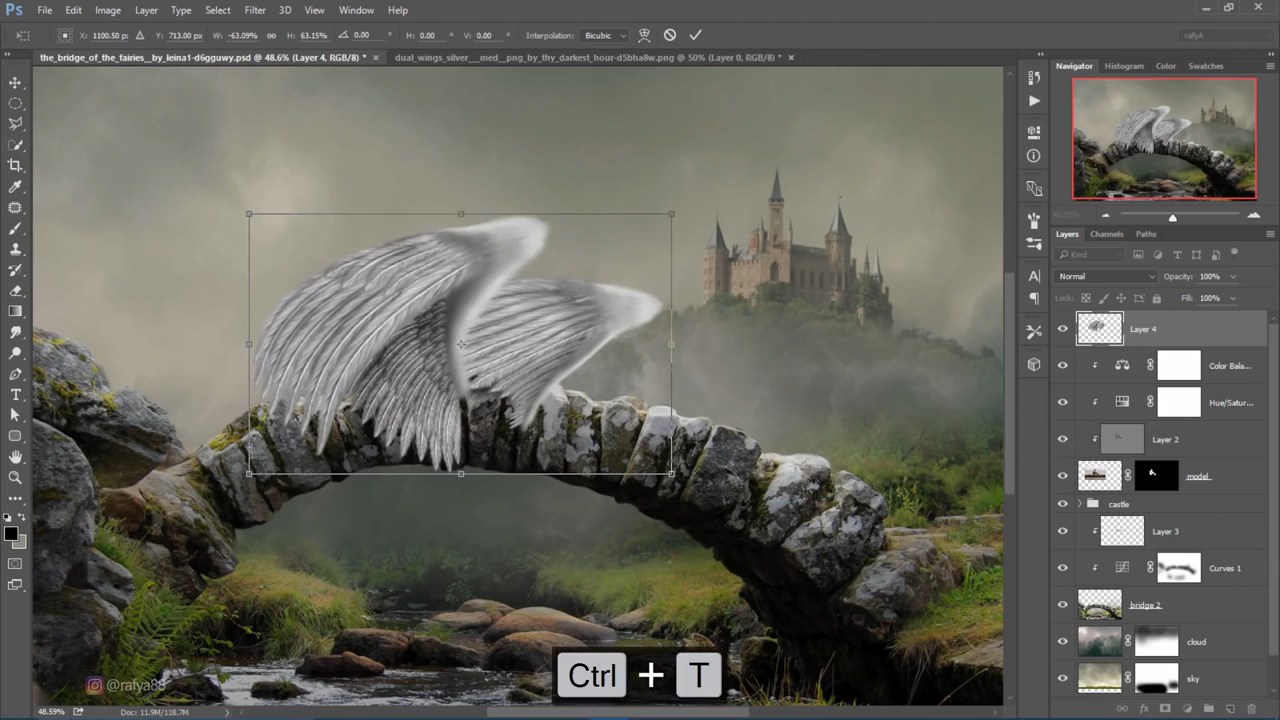 Ps File Edit Image Layer Type Select Filter 3D View Window Help
X: 1100.50 p Y: 713.00 px W: -63.09% H: 63.15% 0.00 ° H: 0.00 ° V: 0.00 ° Interpolation: Bicubic rafyA
the_bridge_of_the_fairies__by_leina1-d6gguwy.psd @ 48.6% (Layer 4, RGB/8) * × dual_wings_silver__med__png_by_thy_darkest_hour-d5bha8w.png @ 50% (Layer 0, RGB/8) * ×
Navigator Histogram Color Swatches
Layers Channels Paths
Kind
Normal Opacity: 100%
Lock: Fill: 100%
Layer 4
Color Bala...
Hue/Satur...
Layer 2
model
castle
Layer 3
Curves 1
bridge 2
cloud
sky
Ctrl + T
@rafya88
48.59% Doc: 11.9M/118.7M